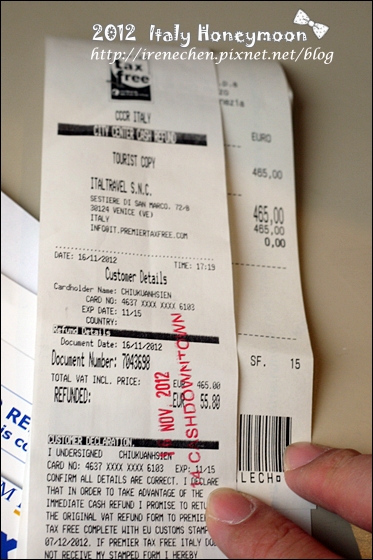 2012 Italy Honeymoon
http://irenechen.pixnet.net/blog
tax
free
CCCR ITALY
CITY CENTER CASH REFUND
TOURIST COPY
ITALTRAVEL S.N.C.
SESTIERE DI SAN MARCO, 72/B
30124 VENICE (VE)
ITALY
INFO@IT.PREMIERTAXFREE.COM
DATE: 16/11/2012 TIME: 17:19
Customer Details
Cardholder Name: CHIUKUANHSIEN
CARD NO: 4637 XXXX XXXX 6103
EXP DATE: 11/15
COUNTRY:
Refund Details
Document Date: 16/11/2012
Document Number: 7043698
TOTAL VAT INCL. PRICE: EUR 465.00
REFUNDED: EUR 55.80
NOV. 2012
CASH DOWNTOWN
CUSTOMER DECLARATION.
I UNDERSIGNED CHIUKUANHSIEN
CARD NO: 4637 XXXX XXXX 6103 EXP: 11/15
CONFIRM ALL DETAILS ARE CORRECT. I DECLARE
THAT IN ORDER TO TAKE ADVANTAGE OF THE
IMMEDIATE CASH REFUND I PROMISE TO RETU
THE ORIGINAL VAT REFUND FORM TO PREMIER
TAX FREE COMPLETE WITH EU CUSTOMS STAMP
07/12/2012. IF PREMIER TAX FREE ITALY DO
NOT RECEIVE MY STAMPED FORM I HEREBY
EURO
465,00
465,00
465,00
0,00
SF. 15
LECH